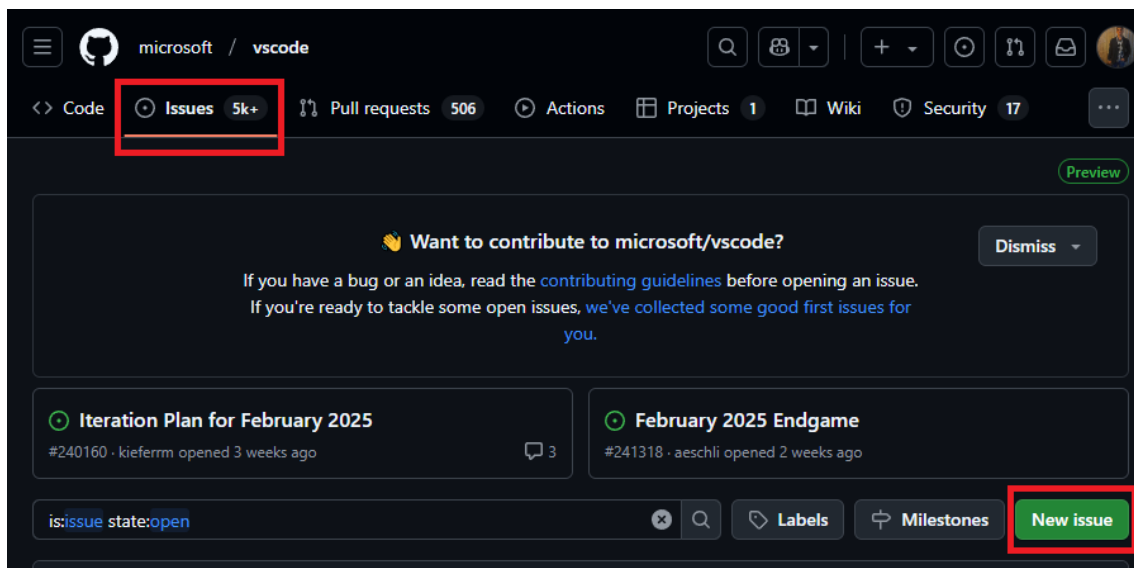 microsoft / vscode
Code Issues 5k+ Pull requests 506 Actions Projects 1 Wiki Security 17
Preview
👋 Want to contribute to microsoft/vscode?
Dismiss
If you have a bug or an idea, read the contributing guidelines before opening an issue.
If you're ready to tackle some open issues, we've collected some good first issues for
you.
Iteration Plan for February 2025
#240160 · kieferrm opened 3 weeks ago 3
February 2025 Endgame
#241318 · aeschli opened 2 weeks ago
is:issue state:open
Labels
Milestones
New issue